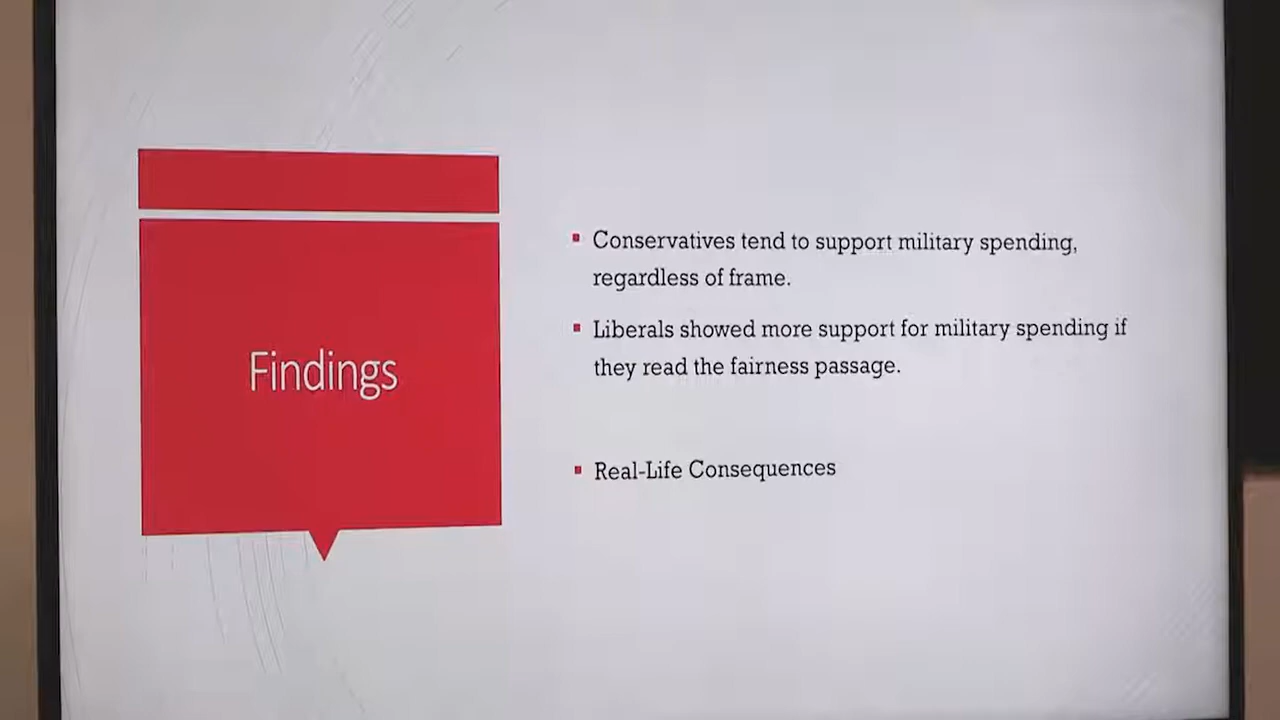 Findings
Conservatives tend to support military spending,
regardless of frame.
Liberals showed more support for military spending if
they read the fairness passage.
Real-Life Consequences